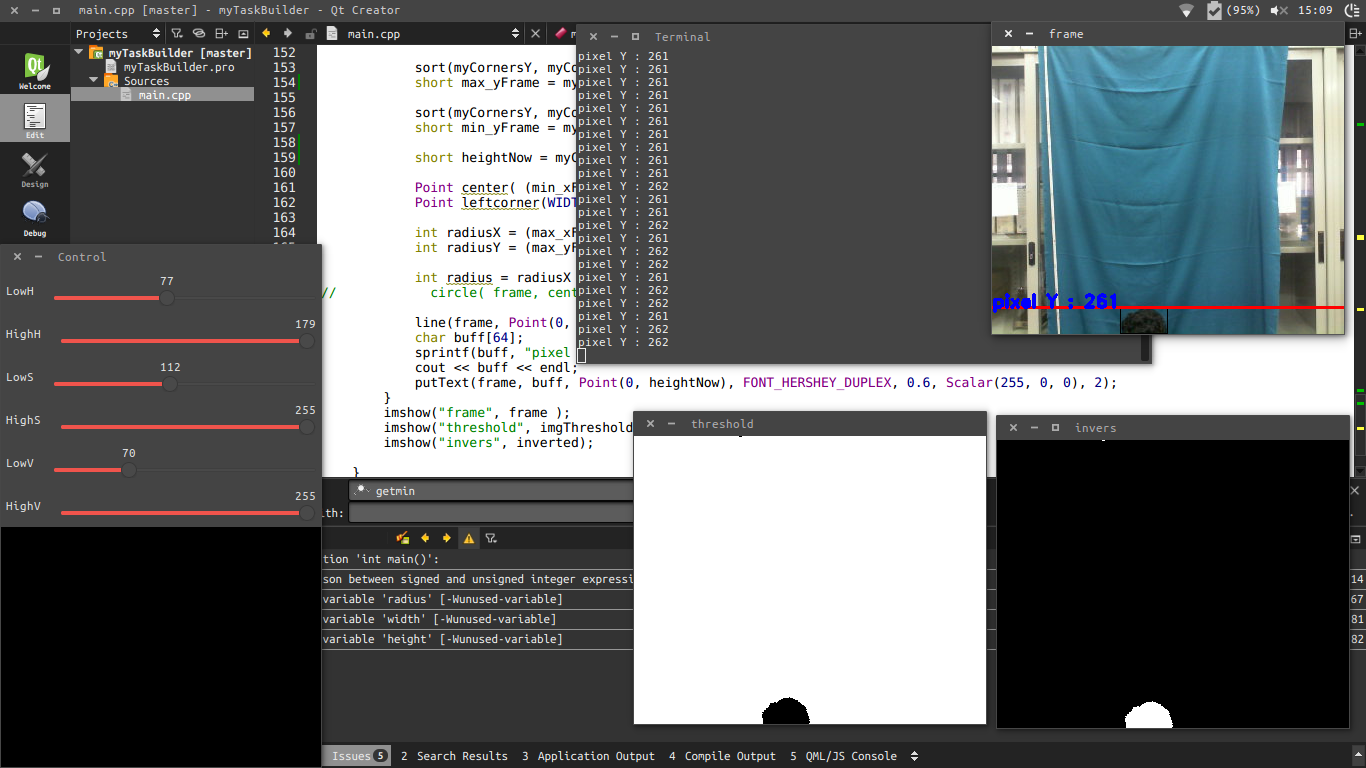 main.cpp [master] - myTaskBuilder - Qt Creator
(95%)
15:09
Projects
main.cpp
Terminal
frame
Welcome
Edit
Design
Debug
myTaskBuilder [master]
myTaskBuilder.pro
Sources
main.cpp
152
153 sort(myCornersY, myCo
154 short max_yFrame = my
155
156 sort(myCornersY, myCo
157 short min_yFrame = my
158
159 short heightNow = myC
160
161 Point center( (min_xF
162 Point leftcorner(WIDT
163
164 int radiusX = (max_xF
int radiusY = (max_yF
int radius = radiusX
// circle( frame, cent
line(frame, Point(0,
char buff[64];
sprintf(buff, "pixel
cout << buff << endl;
putText(frame, buff, Point(0, heightNow), FONT_HERSHEY_DUPLEX, 0.6, Scalar(255, 0, 0), 2);
}
imshow("frame", frame );
imshow("threshold", imgThreshold
imshow("invers", inverted);
}
pixel Y : 261
pixel Y : 261
pixel Y : 261
pixel Y : 261
pixel Y : 261
pixel Y : 261
pixel Y : 261
pixel Y : 261
pixel Y : 261
pixel Y : 261
pixel Y : 262
pixel Y : 261
pixel Y : 261
pixel Y : 262
pixel Y : 261
pixel Y : 262
pixel Y : 262
pixel Y : 261
pixel Y : 262
pixel Y : 262
pixel Y : 261
pixel Y : 262
pixel Y : 262
pixel Y : 261
Control
LowH 77
HighH 179
LowS 112
HighS 255
LowV 70
HighV 255
threshold
invers
getmin
ith:
tion 'int main()':
son between signed and unsigned integer expressi
14
variable 'radius' [-Wunused-variable]
67
variable 'width' [-Wunused-variable]
81
variable 'height' [-Wunused-variable]
82
Issues 5
2 Search Results
3 Application Output
4 Compile Output
5 QML/JS Console